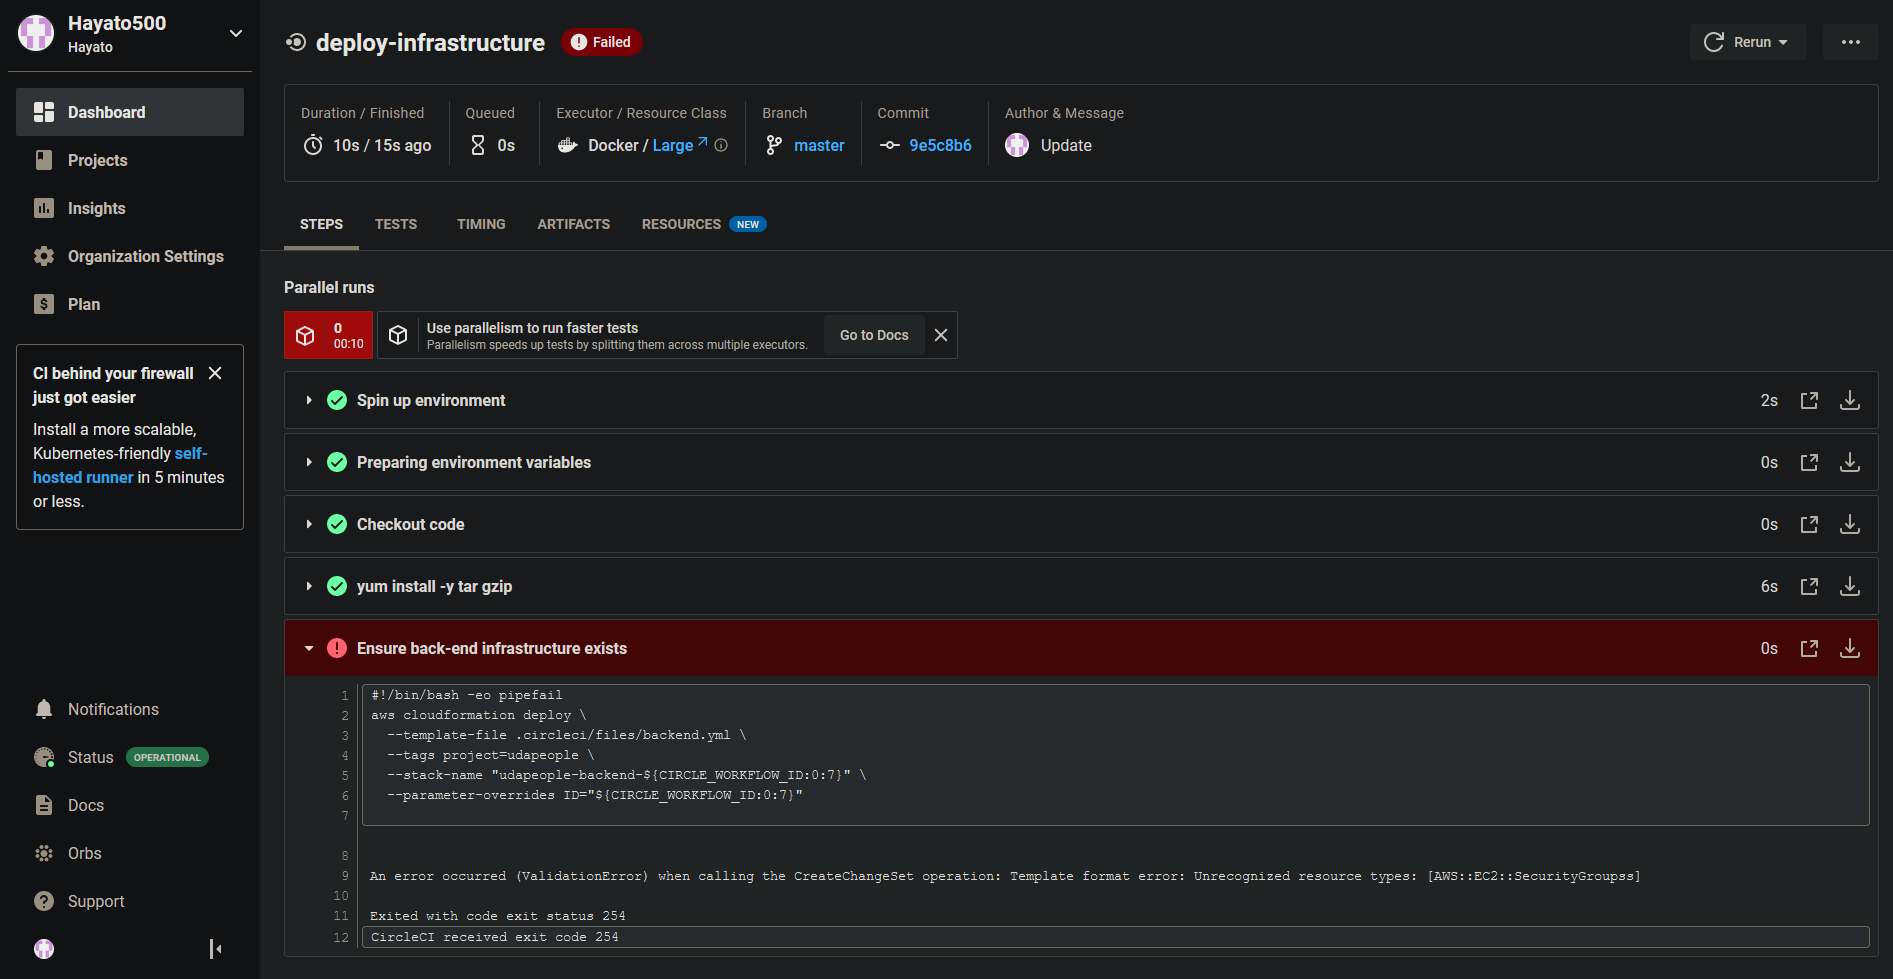 Hayato500
Hayato
Dashboard
Projects
Insights
Organization Settings
Plan
CI behind your firewall
just got easier
Install a more scalable,
Kubernetes-friendly self-
hosted runner in 5 minutes
or less.
Notifications
Status OPERATIONAL
Docs
Orbs
Support
deploy-infrastructure Failed
Rerun
Duration / Finished
10s / 15s ago
Queued
0s
Executor / Resource Class
Docker / Large
Branch
master
Commit
9e5c8b6
Author & Message
Update
STEPS TESTS TIMING ARTIFACTS RESOURCES NEW
Parallel runs
0
00:10
Use parallelism to run faster tests
Parallelism speeds up tests by splitting them across multiple executors.
Go to Docs
Spin up environment 2s
Preparing environment variables 0s
Checkout code 0s
yum install -y tar gzip 6s
Ensure back-end infrastructure exists 0s
1 #!/bin/bash -eo pipefail
2 aws cloudformation deploy \
3 --template-file .circleci/files/backend.yml \
4 --tags project=udapeople \
5 --stack-name "udapeople-backend-${CIRCLE_WORKFLOW_ID:0:7}" \
6 --parameter-overrides ID="${CIRCLE_WORKFLOW_ID:0:7}"
7
8
9 An error occurred (ValidationError) when calling the CreateChangeSet operation: Template format error: Unrecognized resource types: [AWS::EC2::SecurityGroupss]
10
11 Exited with code exit status 254
12 CircleCI received exit code 254